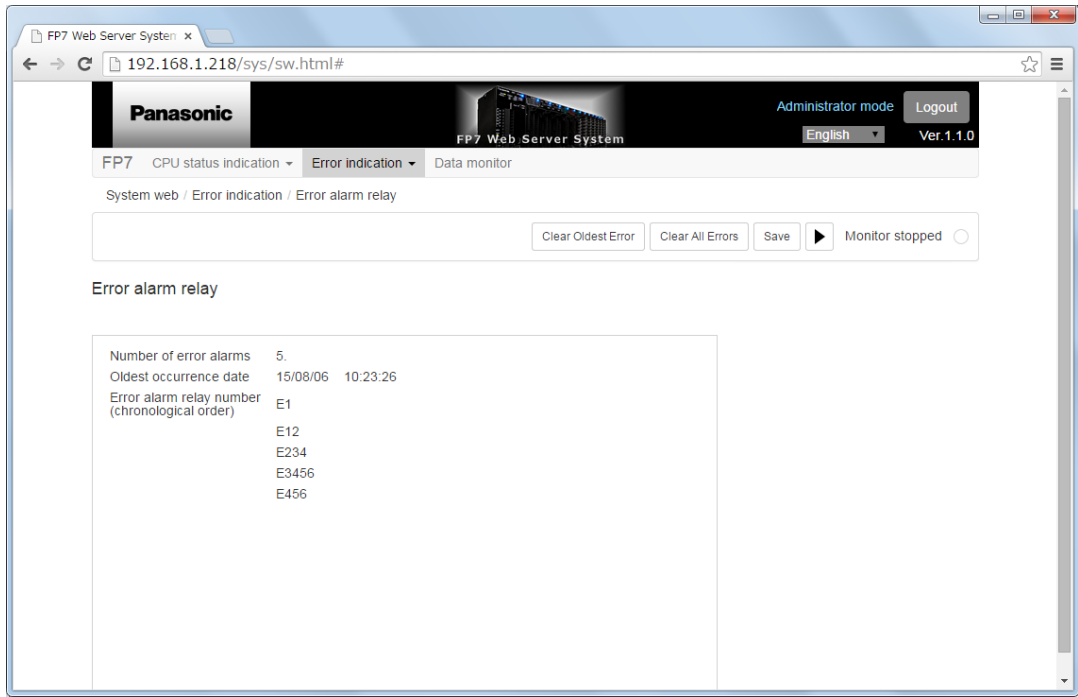 FP7 Web Server System
192.168.1.218/sys/sw.html#
Panasonic
FP7 Web Server System
Administrator mode
Logout
English
Ver.1.1.0
FP7 CPU status indication Error indication Data monitor
System web / Error indication / Error alarm relay
Clear Oldest Error Clear All Errors Save Monitor stopped
Error alarm relay
Number of error alarms 5.
Oldest occurrence date 15/08/06 10:23:26
Error alarm relay number
(chronological order) E1
E12
E234
E3456
E456